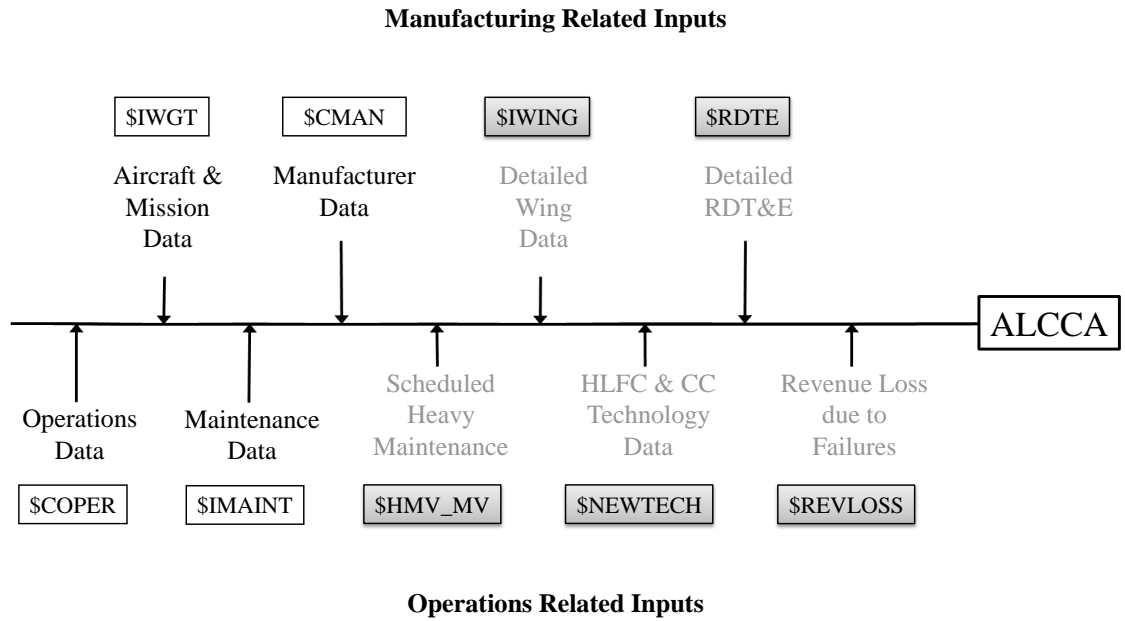 Manufacturing Related Inputs
$IWGT
$CMAN
$IWING
$RDTE
Aircraft &
Mission
Data
Manufacturer
Data
Detailed
Wing
Data
Detailed
RDT&E
ALCCA
Operations
Data
Maintenance
Data
Scheduled
Heavy
Maintenance
HLFC & CC
Technology
Data
Revenue Loss
due to
Failures
$COPER
$IMAINT
$HMV_MV
$NEWTECH
$REVLOSS
Operations Related Inputs